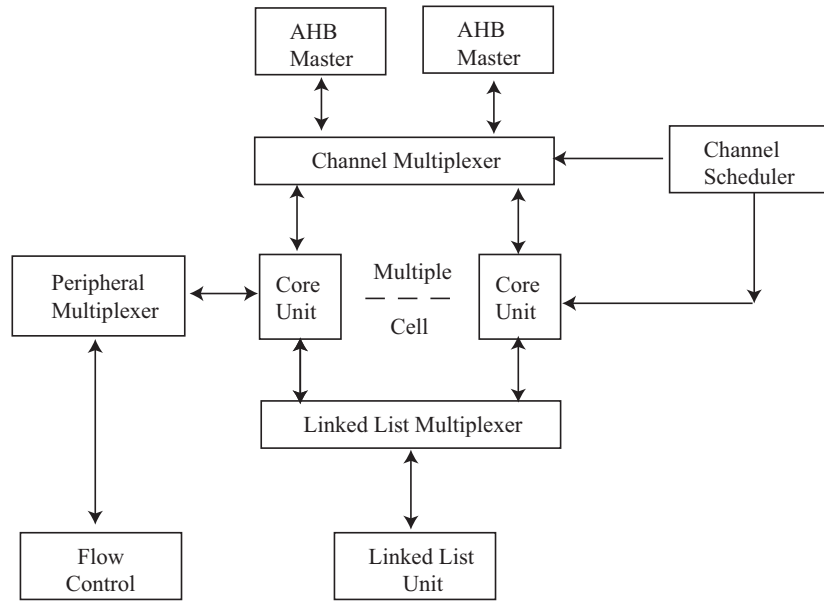 AHB
Master
AHB
Master
Channel Multiplexer
Channel
Scheduler
Peripheral
Multiplexer
Core
Unit
Multiple
Cell
Core
Unit
Linked List Multiplexer
Flow
Control
Linked List
Unit